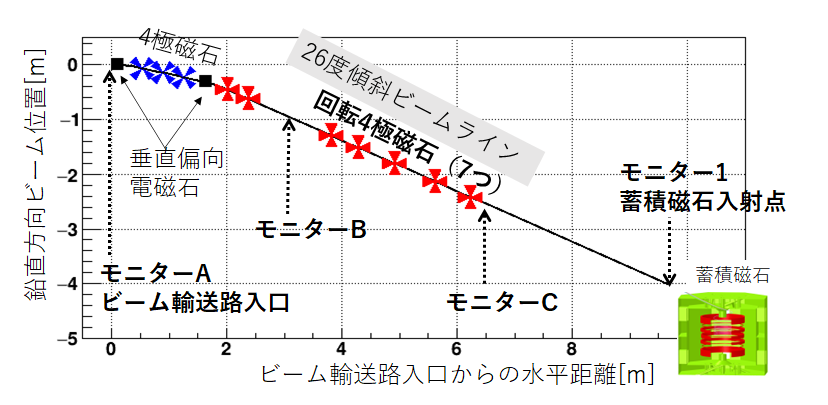 4極磁石
26度傾斜ビームライン
回転4極磁石（7つ）
垂直偏向
電磁石
モニターA
ビーム輸送路入口
モニターB
モニターC
モニター1
蓄積磁石入射点
蓄積磁石
鉛直方向ビーム位置[m]
0
−1
−2
−3
−4
−5
0 2 4 6 8
ビーム輸送路入口からの水平距離[m]